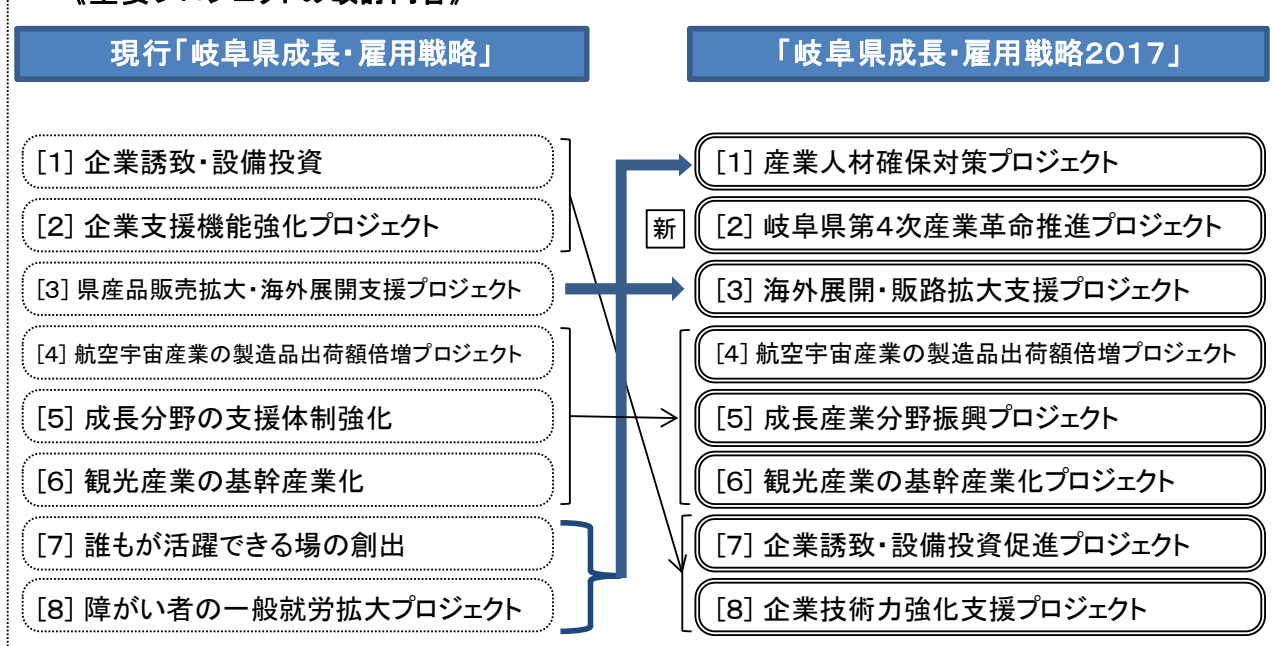 現行「岐阜県成長・雇用戦略」
「岐阜県成長・雇用戦略2017」
[1] 企業誘致・設備投資
[2] 企業支援機能強化プロジェクト
[3] 県産品販売拡大・海外展開支援プロジェクト
[4] 航空宇宙産業の製造品出荷額倍増プロジェクト
[5] 成長分野の支援体制強化
[6] 観光産業の基幹産業化
[7] 誰もが活躍できる場の創出
[8] 障がい者の一般就労拡大プロジェクト
[1] 産業人材確保対策プロジェクト
新
[2] 岐阜県第4次産業革命推進プロジェクト
[3] 海外展開・販路拡大支援プロジェクト
[4] 航空宇宙産業の製造品出荷額倍増プロジェクト
[5] 成長産業分野振興プロジェクト
[6] 観光産業の基幹産業化プロジェクト
[7] 企業誘致・設備投資促進プロジェクト
[8] 企業技術力強化支援プロジェクト